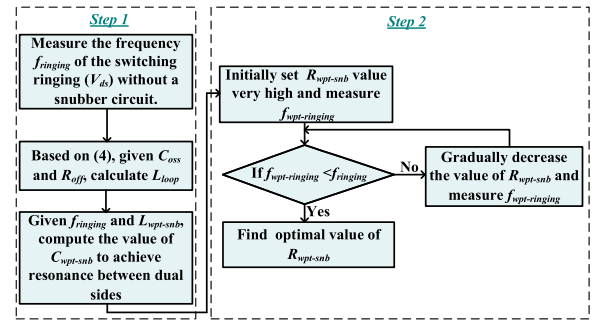 Step 1
Measure the frequency
fringing of the switching
ringing (Vds) without a
snubber circuit.
Based on (4), given Coss
and Roff, calculate Lloop
Given fringing and Lwpt-snb,
compute the value of
Cwpt-snb to achieve
resonance between dual
sides
Step 2
Initially set Rwpt-snb value
very high and measure
fwpt-ringing
If fwpt-ringing <fringing
No
Gradually decrease
the value of Rwpt-snb and
measure fwpt-ringing
Yes
Find optimal value of
Rwpt-snb